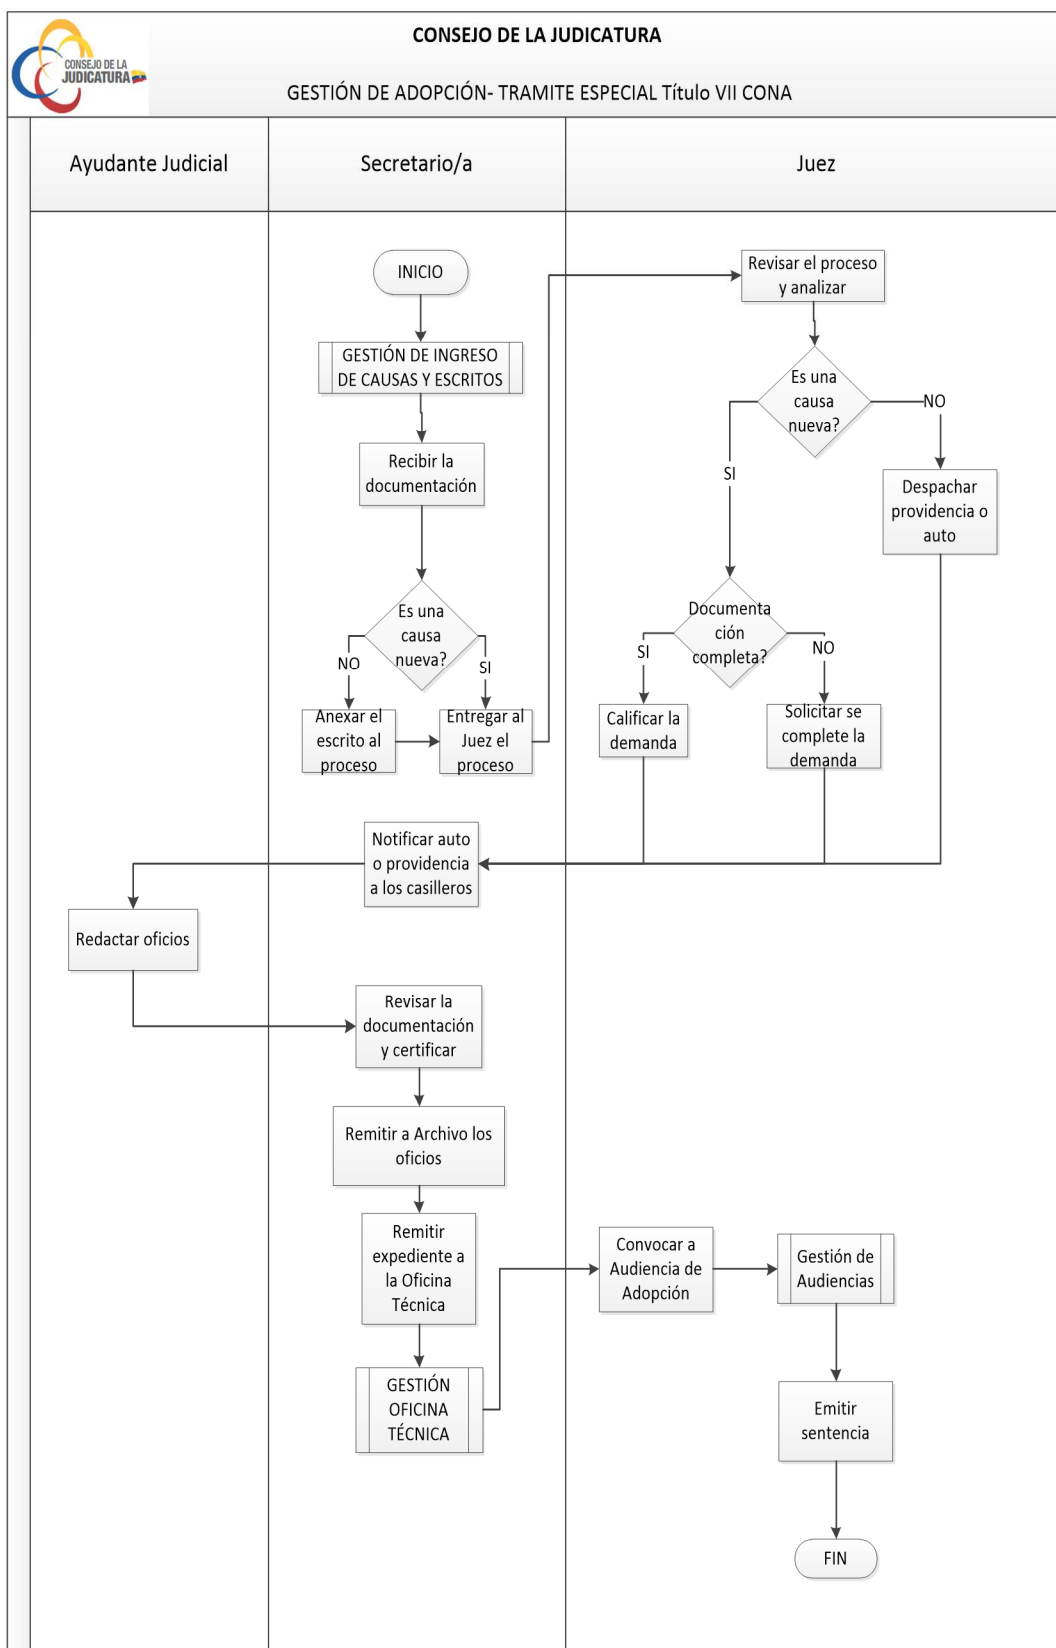 CONSEJO DE LA
JUDICATURA
CONSEJO DE LA JUDICATURA
GESTIÓN DE ADOPCIÓN- TRAMITE ESPECIAL Título VII CONA
Ayudante Judicial
Secretario/a
Juez
INICIO
GESTIÓN DE INGRESO
DE CAUSAS Y ESCRITOS
Recibir la
documentación
Es una
causa
nueva?
NO
SI
Anexar el
escrito al
proceso
Entregar al
Juez el
proceso
Revisar el proceso
y analizar
Es una
causa
nueva?
NO
SI
Despachar
providencia o
auto
Documenta
ción
completa?
SI
NO
Calificar la
demanda
Solicitar se
complete la
demanda
Notificar auto
o providencia
a los casilleros
Redactar oficios
Revisar la
documentación
y certificar
Remitir a Archivo los
oficios
Remitir
expediente a
la Oficina
Técnica
GESTIÓN
OFICINA
TÉCNICA
Convocar a
Audiencia de
Adopción
Gestión de
Audiencias
Emitir
sentencia
FIN